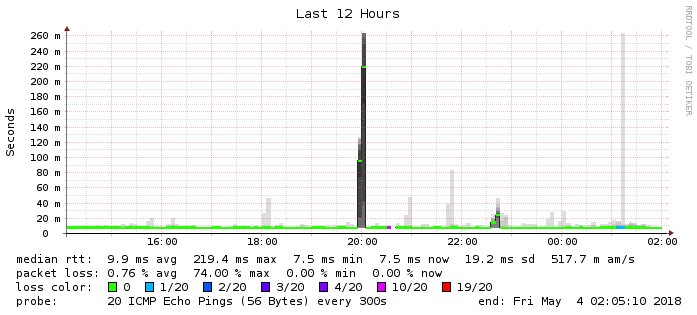 Last 12 Hours
RRDTOOL / TOBI OETIKER
Seconds
260 m
240 m
220 m
200 m
180 m
160 m
140 m
120 m
100 m
80 m
60 m
40 m
20 m
0
16:00 18:00 20:00 22:00 00:00 02:00
median rtt: 9.9 ms avg 219.4 ms max 7.5 ms min 7.5 ms now 19.2 ms sd 517.7 m am/s
packet loss: 0.76 % avg 74.00 % max 0.00 % min 0.00 % now
loss color: 0 1/20 2/20 3/20 4/20 10/20 19/20
probe: 20 ICMP Echo Pings (56 Bytes) every 300s end: Fri May 4 02:05:10 2018